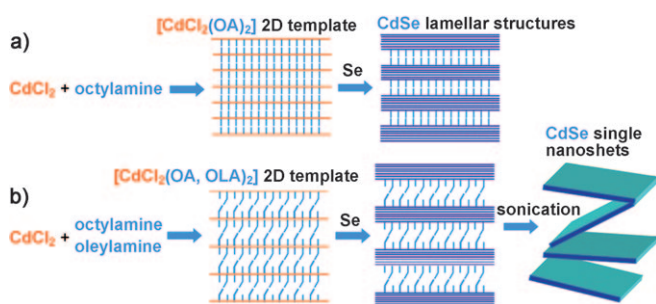 a)
[CdCl₂(OA)₂] 2D template
CdSe lamellar structures
CdCl₂ + octylamine
Se
b)
[CdCl₂(OA, OLA)₂] 2D template
CdCl₂ + octylamine
oleylamine
Se
sonication
CdSe single
nanoshets